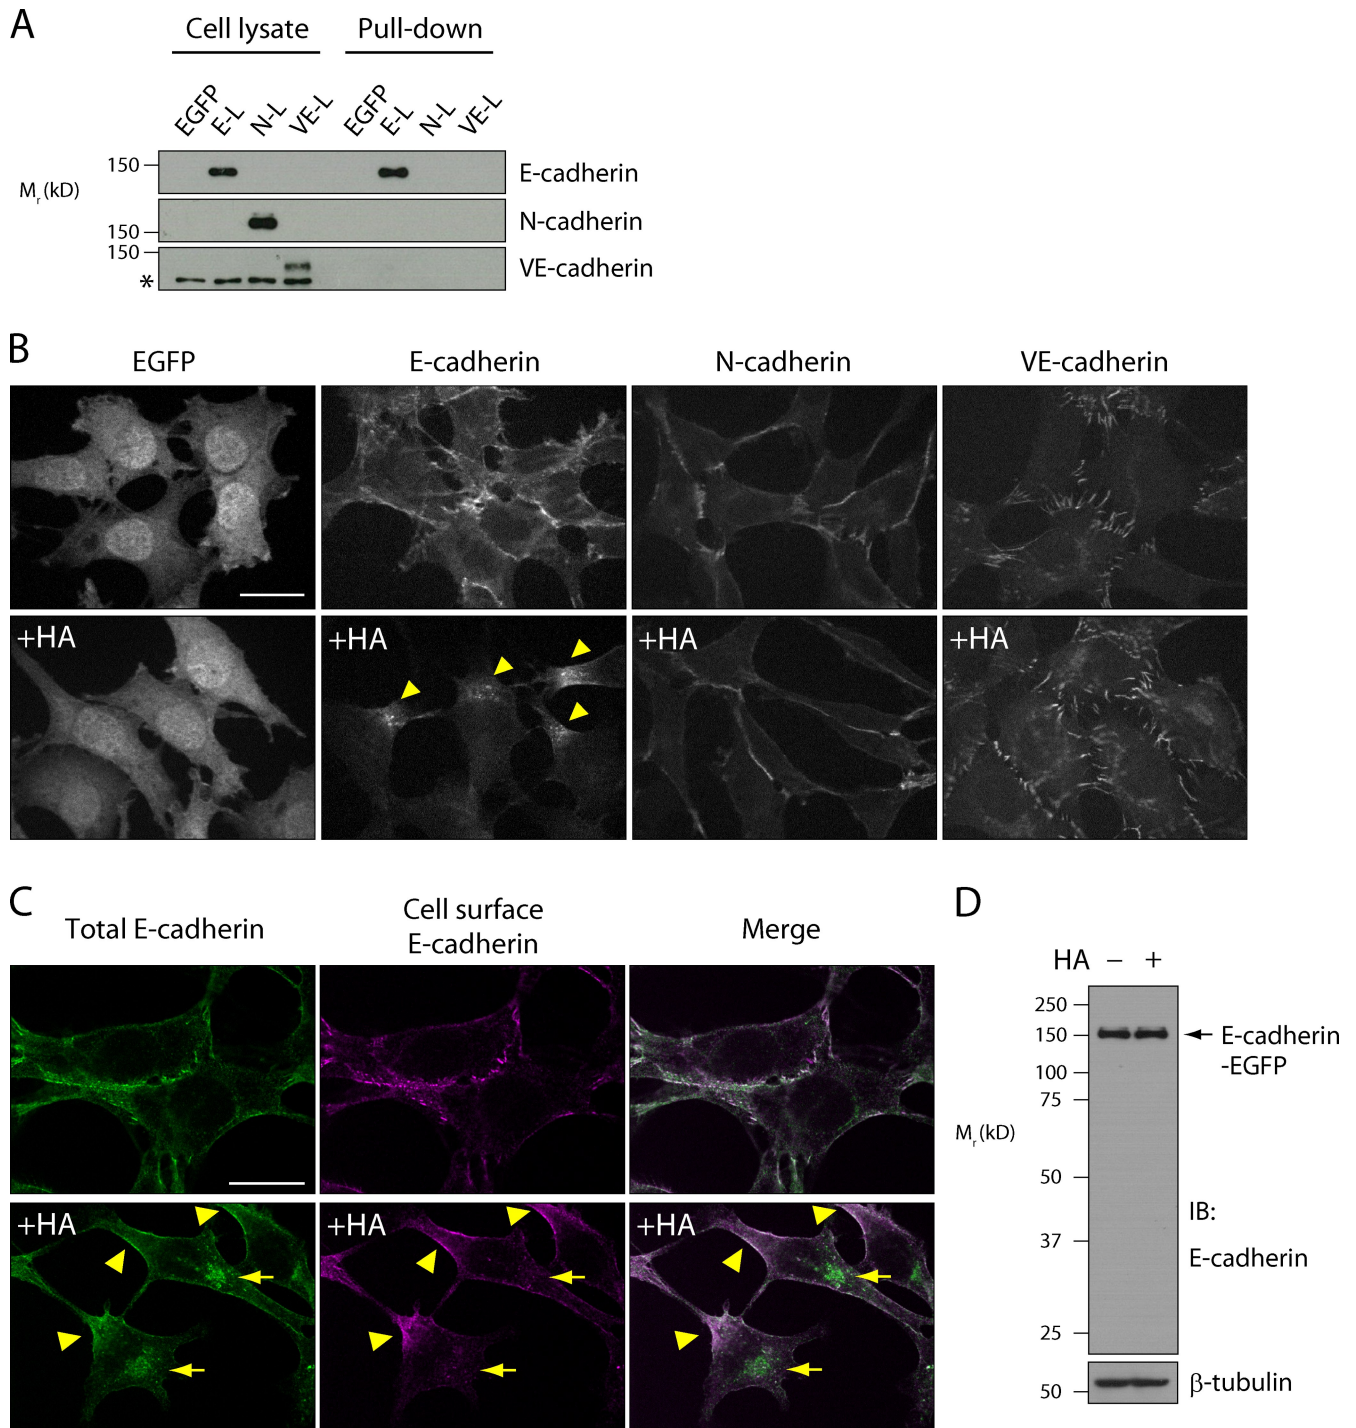 A
Cell lysate Pull-down
EGFP E-L N-L VE-L EGFP E-L N-L VE-L
Mr (kD)
150 E-cadherin
150 N-cadherin
150 VE-cadherin
*
B
EGFP E-cadherin N-cadherin VE-cadherin
+HA +HA +HA +HA
C
Total E-cadherin Cell surface E-cadherin Merge
+HA +HA +HA
D
HA – +
250
150 E-cadherin
-EGFP
100
75
Mr (kD)
50
IB:
37
E-cadherin
25
50 β-tubulin